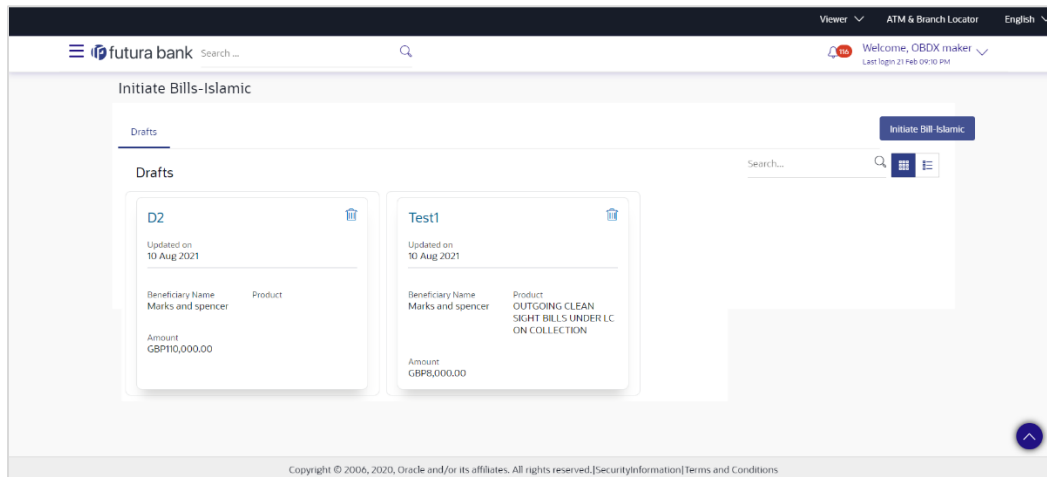 Viewer ATM & Branch Locator English
futura bank Search ... 116 Welcome, OBDX maker
Last login 21 Feb 09:10 PM
Initiate Bills-Islamic
Drafts Initiate Bill-Islamic
Drafts Search...
D2
Updated on
10 Aug 2021
Beneficiary Name Product
Marks and spencer
Amount
GBP110,000.00
Test1
Updated on
10 Aug 2021
Beneficiary Name Product
Marks and spencer OUTGOING CLEAN
SIGHT BILLS UNDER LC
ON COLLECTION
Amount
GBP8,000.00
Copyright © 2006, 2020, Oracle and/or its affiliates. All rights reserved.|SecurityInformation|Terms and Conditions